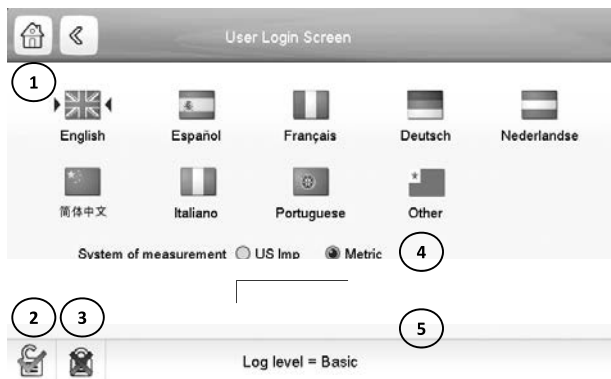 User Login Screen
1
English Español Français Deutsch Nederlandse
简体中文 Italiano Portuguese Other
System of measurement US Imp Metric 4
2 3 5
Log level = Basic